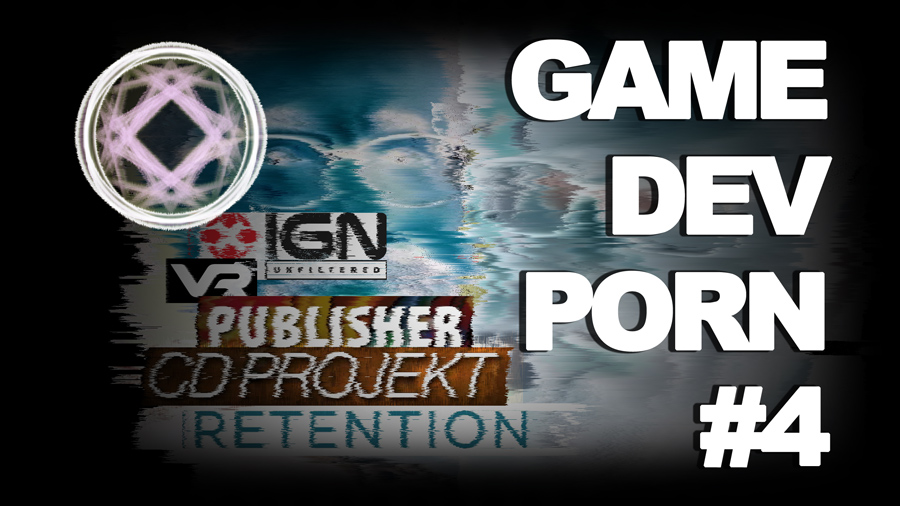 GAME
DEV
PORN
#4
IGN
UNFILTERED
VR
PUBLISHER
CD PROJEKT
RETENTION